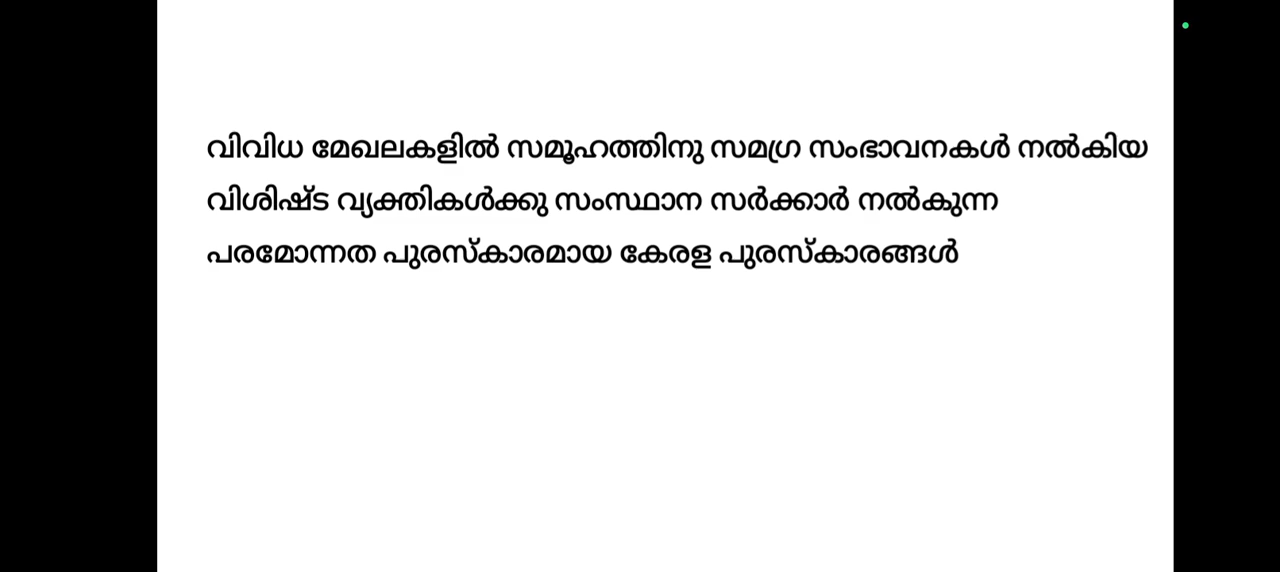 വിവിധ മേഖലകളിൽ സമൂഹത്തിനു സമഗ്ര സംഭാവനകൾ നൽകിയ
വിശിഷ്ട വ്യക്തികൾക്കു സംസ്ഥാന സർക്കാർ നൽകുന്ന
പരമോന്നത പുരസ്കാരമായ കേരള പുരസ്കാരങ്ങൾ